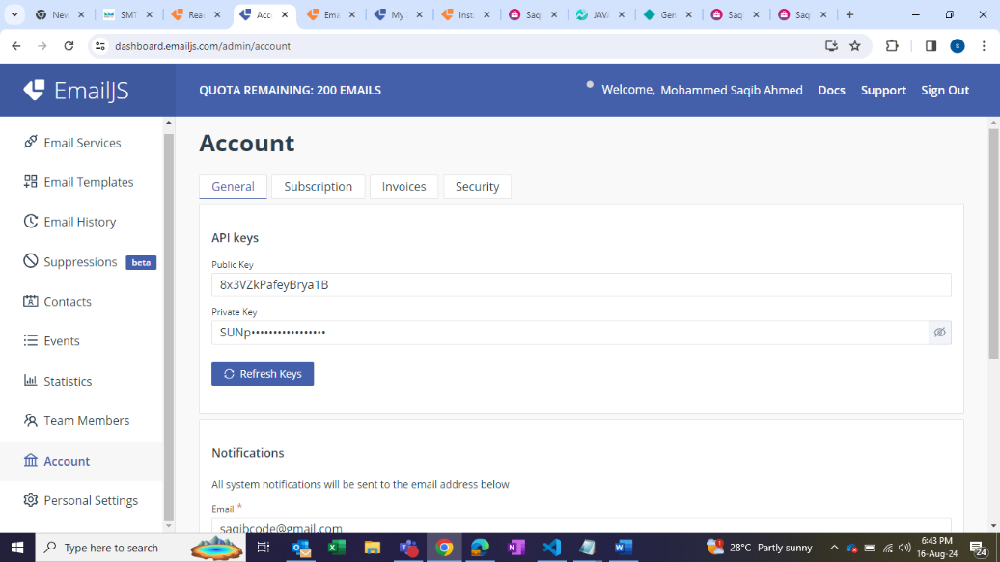 Nev
SMT
Rea
Acc
Ema
My
Inst
Saq
JAV
Gen
Saq
Saq
dashboard.emailjs.com/admin/account
S
EmailJS
QUOTA REMAINING: 200 EMAILS
Welcome, Mohammed Saqib Ahmed
Docs
Support
Sign Out
Email Services
Email Templates
Email History
Suppressions beta
Contacts
Events
Statistics
Team Members
Account
Personal Settings
Account
General
Subscription
Invoices
Security
API keys
Public Key
8x3VZkPafeyBrya1B
Private Key
SUNp•••••••••••••••••
Refresh Keys
Notifications
All system notifications will be sent to the email address below
Email *
saqibcode@gmail.com
Type here to search
28°C Partly sunny
6:43 PM
16-Aug-24
24